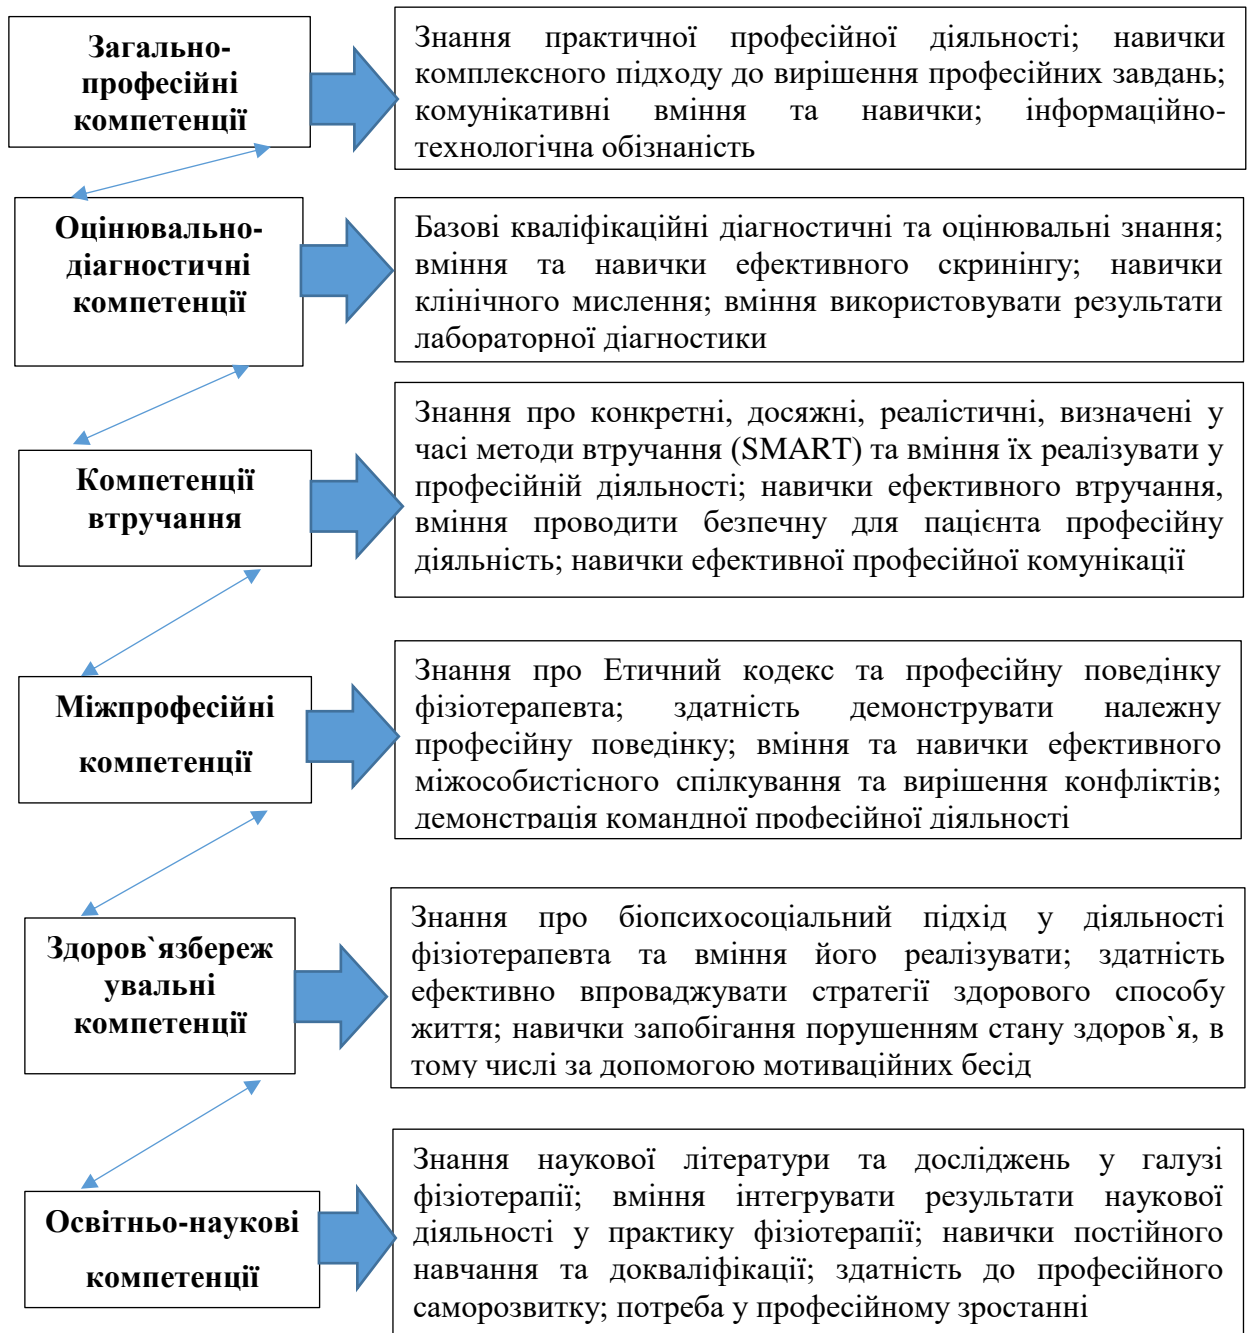 Загально-
професійні
компетенції
Знання практичної професійної діяльності; навички
комплексного підходу до вирішення професійних завдань;
комунікативні вміння та навички; інформаційно-
технологічна обізнаність
Оцінювально-
діагностичні
компетенції
Базові кваліфікаційні діагностичні та оцінювальні знання;
вміння та навички ефективного скринінгу; навички
клінічного мислення; вміння використовувати результати
лабораторної діагностики
Компетенції
втручання
Знання про конкретні, досяжні, реалістичні, визначені у
часі методи втручання (SMART) та вміння їх реалізувати у
професійній діяльності; навички ефективного втручання,
вміння проводити безпечну для пацієнта професійну
діяльність; навички ефективної професійної комунікації
Міжпрофесійні
компетенції
Знання про Етичний кодекс та професійну поведінку
фізіотерапевта; здатність демонструвати належну
професійну поведінку; вміння та навички ефективного
міжособистісного спілкування та вирішення конфліктів;
демонстрація командної професійної діяльності
Здоров`язбереж
увальні
компетенції
Знання про біопсихосоціальний підхід у діяльності
фізіотерапевта та вміння його реалізувати; здатність
ефективно впроваджувати стратегії здорового способу
життя; навички запобігання порушенням стану здоров`я, в
тому числі за допомогою мотиваційних бесід
Освітньо-наукові
компетенції
Знання наукової літератури та досліджень у галузі
фізіотерапії; вміння інтегрувати результати наукової
діяльності у практику фізіотерапії; навички постійного
навчання та докваліфікації; здатність до професійного
саморозвитку; потреба у професійному зростанні